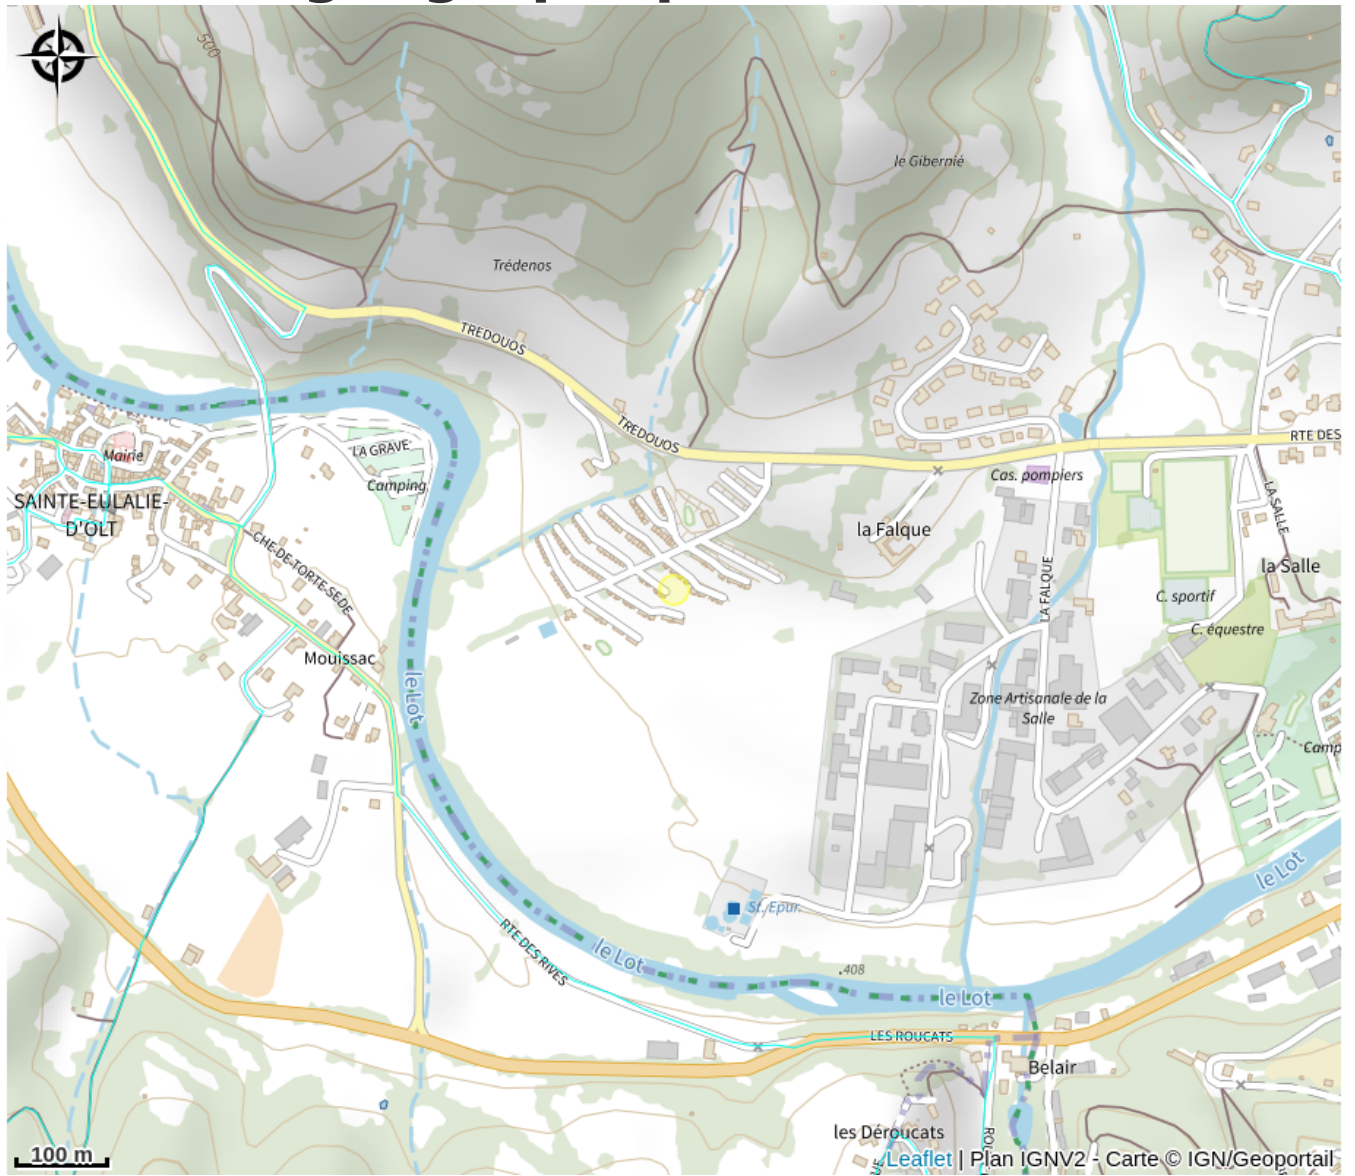 500
le Gibernié
Trédenos
TREDOUOS
TREDOUOS
RTE DES
LA GRAVE
Mairie
Camping
Cas. pompiers
LA SALLE
SAINTE-EULALIE-
D'OLT
la Falque
CHE-DE-TORTE-SEDE
LA FALQUE
la Salle
C. sportif
C. équestre
Mouissac
le Lot
Zone Artisanale de la
Salle
Camp
le Lot
St. Epur.
RTE DES RIVES
le Lot
.408
le Lot
LES ROUCATS
Belair
les Déroucats
ROU
UE
100 m
Leaflet | Plan IGNV2 - Carte © IGN/Geoportail